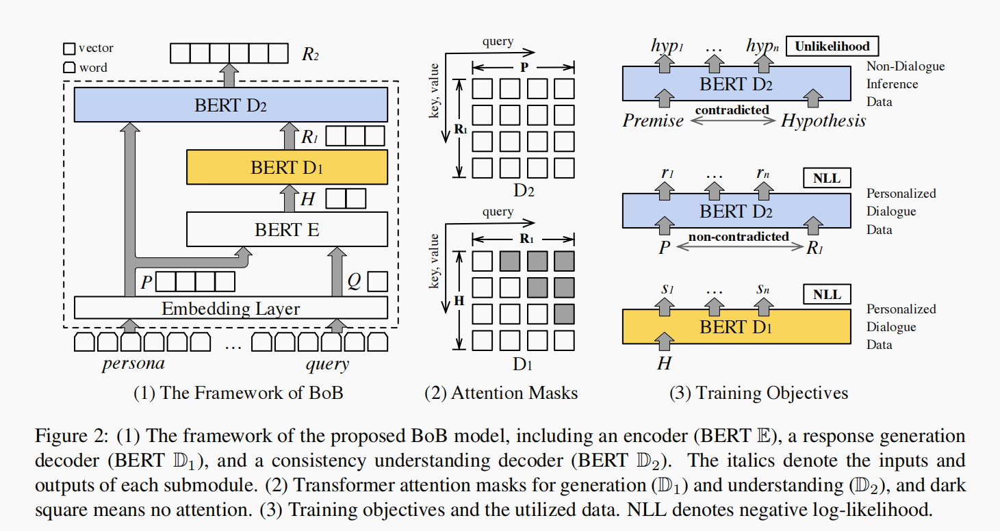 vector
word
R2
BERT D2
R1
BERT D1
H
BERT E
P
Q
Embedding Layer
...
persona
query
(1) The Framework of BoB
query
key, value
P
R1
D2
query
key, value
R1
H
D1
(2) Attention Masks
hyp1 ... hypn Unlikelihood
BERT D2
Non-Dialogue
Inference
Data
contradicted
Premise Hypothesis
r1 ... rn NLL
BERT D2
Personalized
Dialogue
Data
non-contradicted
P R1
s1 ... sn NLL
BERT D1
Personalized
Dialogue
Data
H
(3) Training Objectives
Figure 2: (1) The framework of the proposed BoB model, including an encoder (BERT 𝔼), a response generation
decoder (BERT 𝔻₁), and a consistency understanding decoder (BERT 𝔻₂). The italics denote the inputs and
outputs of each submodule. (2) Transformer attention masks for generation (𝔻₁) and understanding (𝔻₂), and dark
square means no attention. (3) Training objectives and the utilized data. NLL denotes negative log-likelihood.